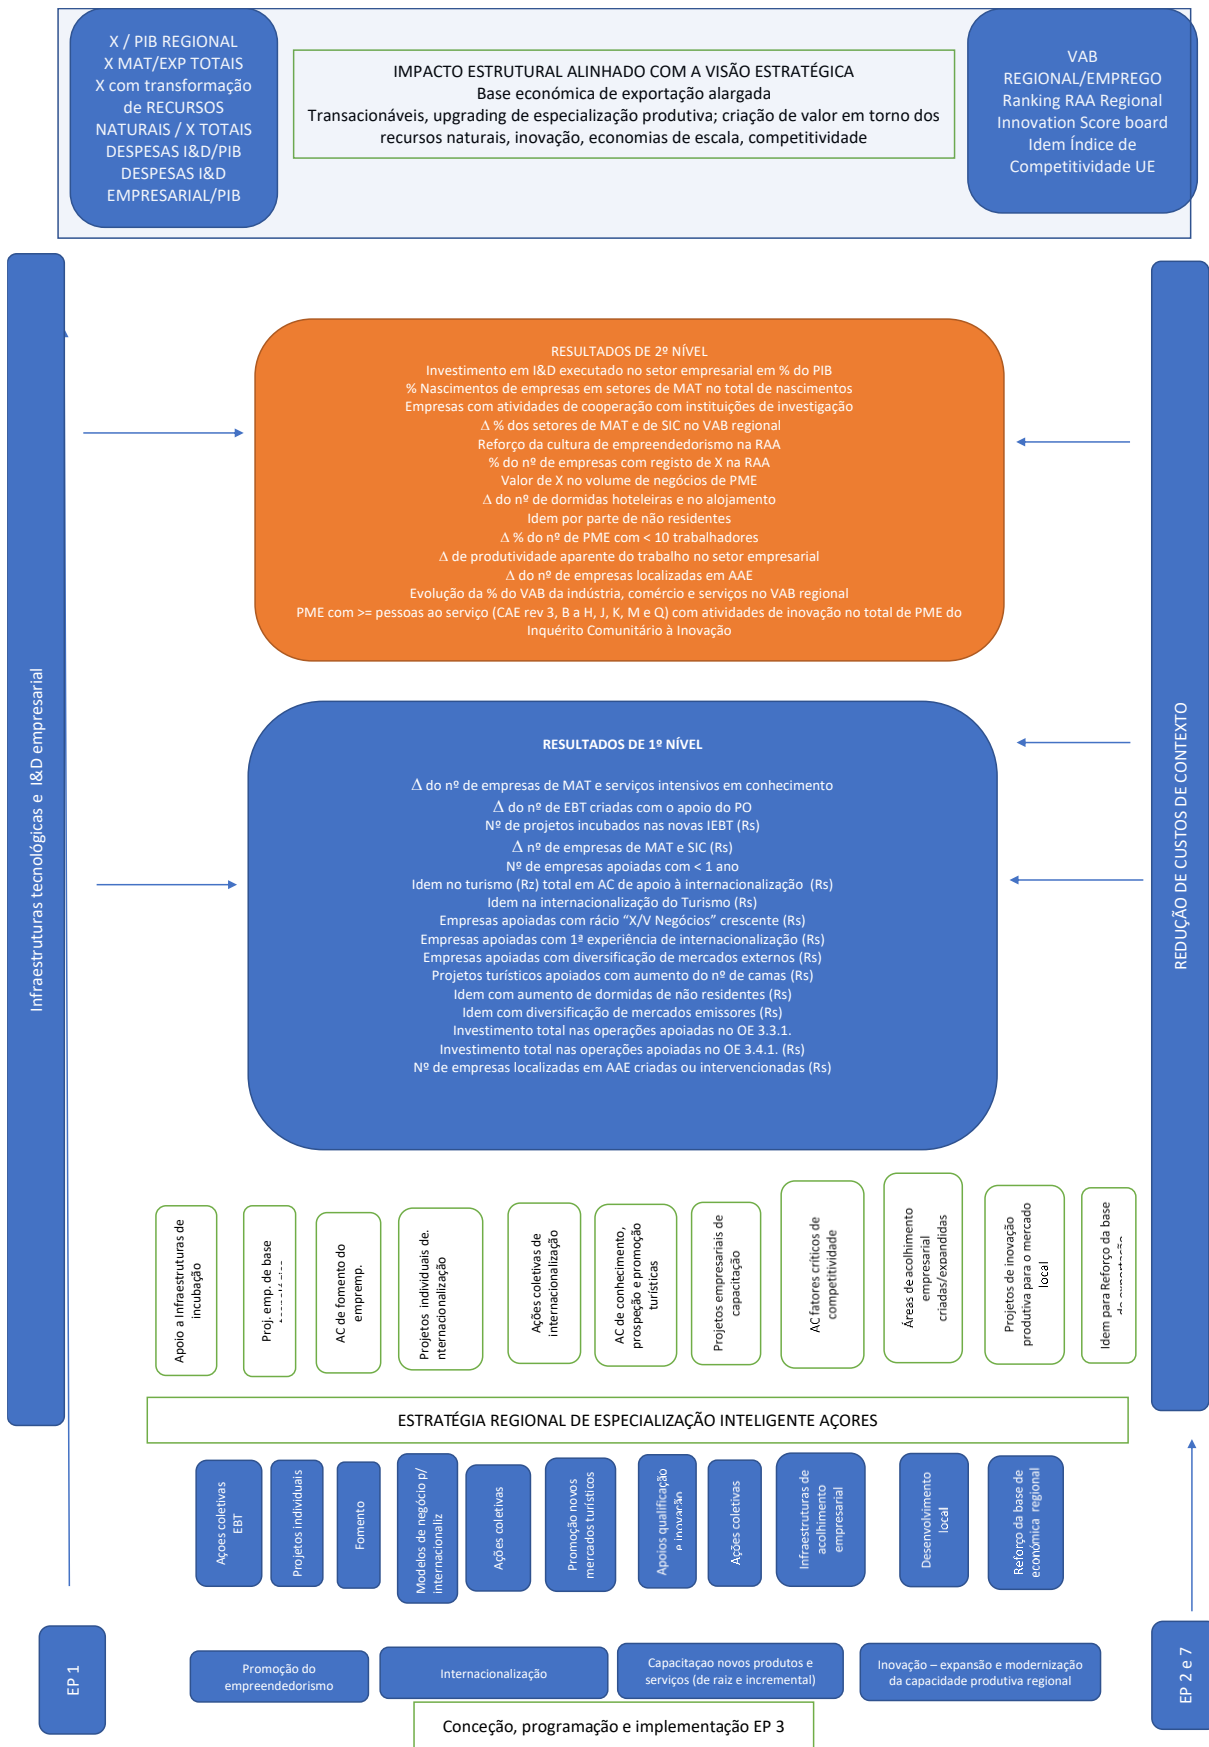 X / PIB REGIONAL
X MAT/EXP TOTAIS
X com transformação
de RECURSOS
NATURAIS / X TOTAIS
DESPESAS I&D/PIB
DESPESAS I&D
EMPRESARIAL/PIB
IMPACTO ESTRUTURAL ALINHADO COM A VISÃO ESTRATÉGICA
Base económica de exportação alargada
Transacionáveis, upgrading de especialização produtiva; criação de valor em torno dos
recursos naturais, inovação, economias de escala, competitividade
VAB
REGIONAL/EMPREGO
Ranking RAA Regional
Innovation Score board
Idem Índice de
Competitividade UE
Infraestruturas tecnológicas e I&D empresarial
RESULTADOS DE 2º NÍVEL
Investimento em I&D executado no setor empresarial em % do PIB
% Nascimentos de empresas em setores de MAT no total de nascimentos
Empresas com atividades de cooperação com instituições de investigação
Δ % dos setores de MAT e de SIC no VAB regional
Reforço da cultura de empreendedorismo na RAA
% do nº de empresas com registo de X na RAA
Valor de X no volume de negócios de PME
Δ do nº de dormidas hoteleiras e no alojamento
Idem por parte de não residentes
Δ % do nº de PME com < 10 trabalhadores
Δ de produtividade aparente do trabalho no setor empresarial
Δ do nº de empresas localizadas em AAE
Evolução da % do VAB da indústria, comércio e serviços no VAB regional
PME com >= pessoas ao serviço (CAE rev 3, B a H, J, K, M e Q) com atividades de inovação no total de PME do
Inquérito Comunitário à Inovação
REDUÇÃO DE CUSTOS DE CONTEXTO
RESULTADOS DE 1º NÍVEL
Δ do nº de empresas de MAT e serviços intensivos em conhecimento
Δ do nº de EBT criadas com o apoio do PO
Nº de projetos incubados nas novas IEBT (Rs)
Δ nº de empresas de MAT e SIC (Rs)
Nº de empresas apoiadas com < 1 ano
Idem no turismo (Rz) total em AC de apoio à internacionalização (Rs)
Idem na internacionalização do Turismo (Rs)
Empresas apoiadas com rácio “X/V Negócios” crescente (Rs)
Empresas apoiadas com 1ª experiência de internacionalização (Rs)
Empresas apoiadas com diversificação de mercados externos (Rs)
Projetos turísticos apoiados com aumento do nº de camas (Rs)
Idem com aumento de dormidas de não residentes (Rs)
Idem com diversificação de mercados emissores (Rs)
Investimento total nas operações apoiadas no OE 3.3.1.
Investimento total nas operações apoiadas no OE 3.4.1. (Rs)
Nº de empresas localizadas em AAE criadas ou intervencionadas (Rs)
Apoio a Infraestruturas de
incubação
Proj. emp. de base
AC de fomento do
empremp.
Projetos individuais de.
nternacionalização
Ações coletivas de
internacionalização
AC de conhecimento,
prospeção e promoção
turísticas
Projetos empresariais de
capacitação
AC fatores críticos de
competitividade
Áreas de acolhimento
empresarial
criadas/expandidas
Projetos de inovação
produtiva para o mercado
local
Idem para Reforço da base
de exportação
ESTRATÉGIA REGIONAL DE ESPECIALIZAÇÃO INTELIGENTE AÇORES
Açoes coletivas
EBT
Projetos individuais
Fomento
Modelos de negócio p/
internacionaliz
Ações coletivas
Promoção novos
mercados turísticos
Apoios qualificação
e inovação
Ações coletivas
Infraestruturas de
acolhimento
empresarial
Desenvolvimento
local
Reforço da base de
económica regional
EP 1
Promoção do
empreendedorismo
Internacionalização
Capacitaçao novos produtos e
serviços (de raiz e incremental)
Inovação – expansão e modernização
da capacidade produtiva regional
EP 2 e 7
Conceção, programação e implementação EP 3